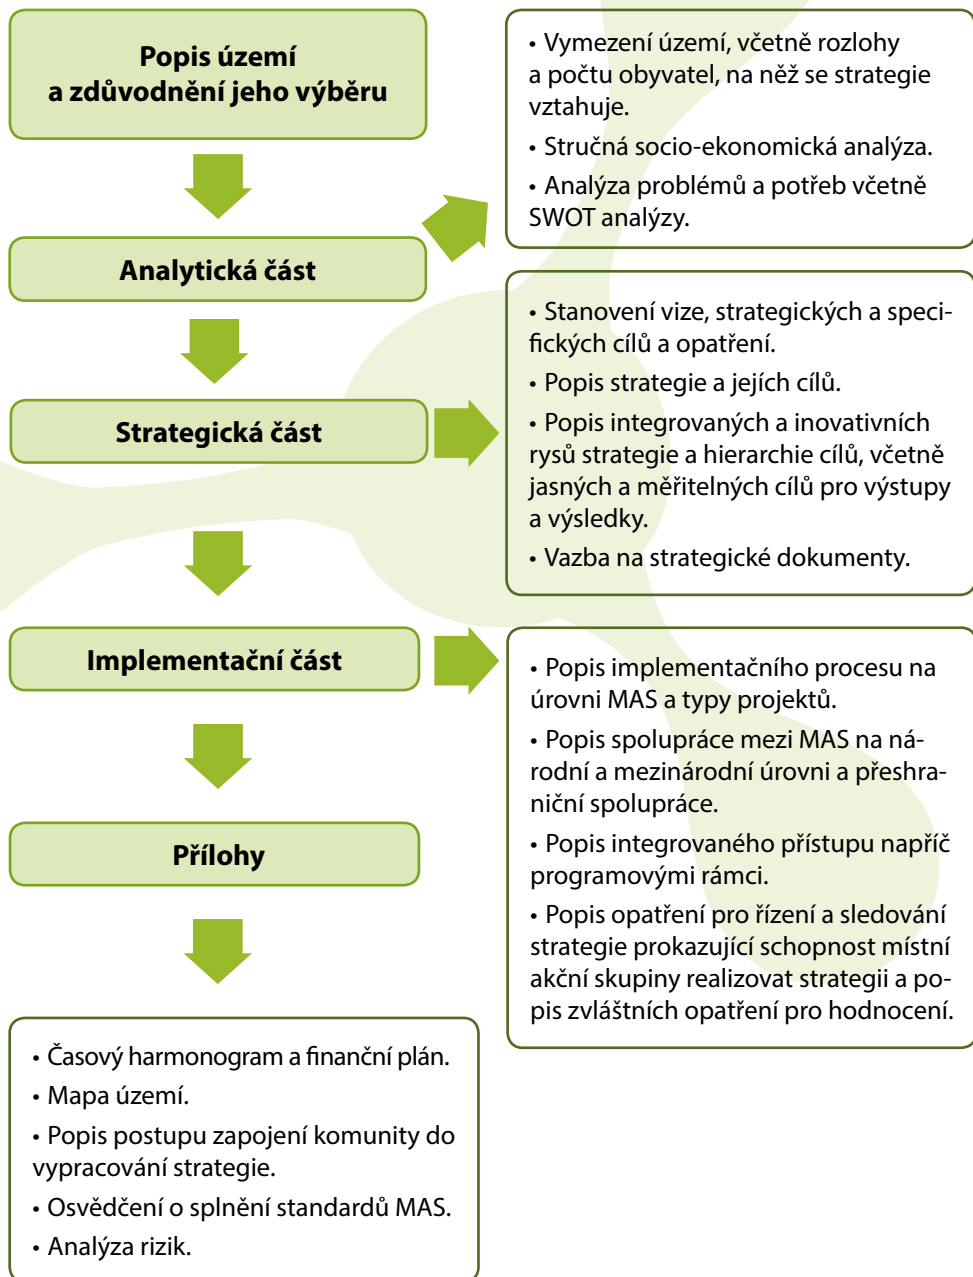 Popis území
a zdůvodnění jeho výběru
• Vymezení území, včetně rozlohy
a počtu obyvatel, na něž se strategie
vztahuje.
• Stručná socio-ekonomická analýza.
• Analýza problémů a potřeb včetně
SWOT analýzy.
Analytická část
• Stanovení vize, strategických a speci-
fických cílů a opatření.
• Popis strategie a jejích cílů.
• Popis integrovaných a inovativních
rysů strategie a hierarchie cílů, včetně
jasných a měřitelných cílů pro výstupy
a výsledky.
• Vazba na strategické dokumenty.
Strategická část
Implementační část
• Popis implementačního procesu na
úrovni MAS a typy projektů.
• Popis spolupráce mezi MAS na ná-
rodní a mezinárodní úrovni a přeshra-
niční spolupráce.
• Popis integrovaného přístupu napříč
programovými rámci.
• Popis opatření pro řízení a sledování
strategie prokazující schopnost místní
akční skupiny realizovat strategii a po-
pis zvláštních opatření pro hodnocení.
Přílohy
• Časový harmonogram a finanční plán.
• Mapa území.
• Popis postupu zapojení komunity do
vypracování strategie.
• Osvědčení o splnění standardů MAS.
• Analýza rizik.